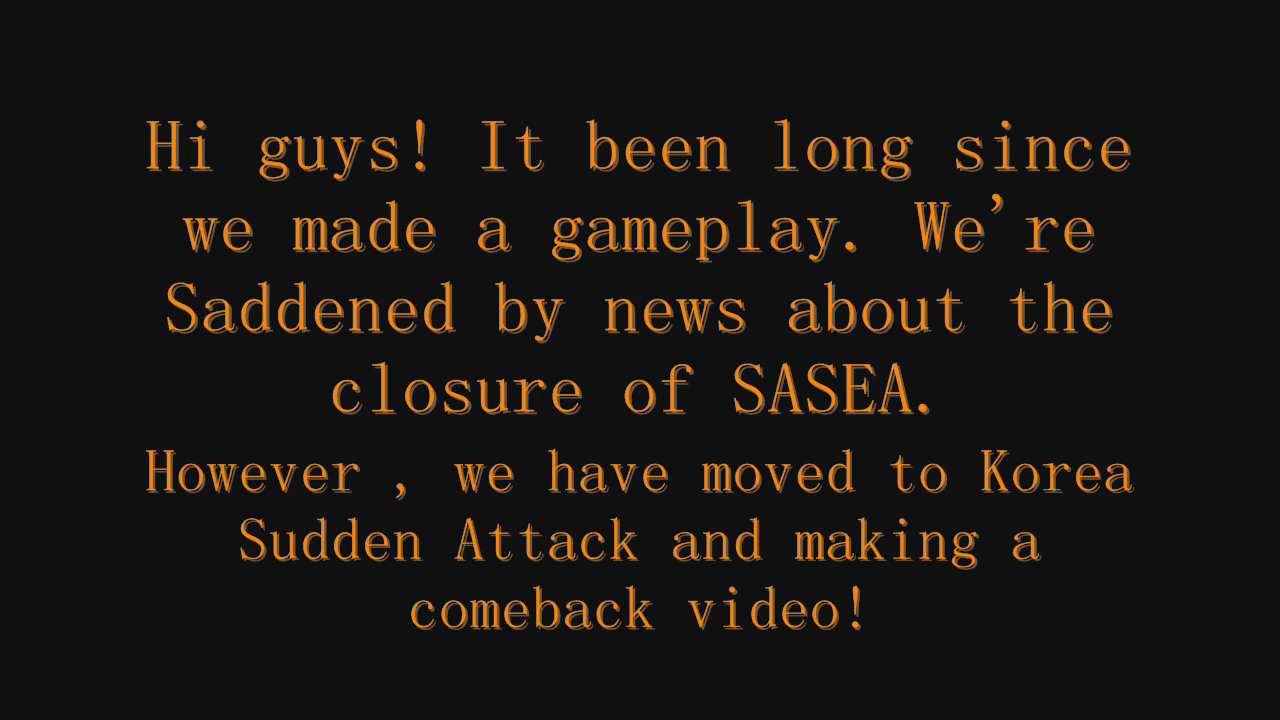 Hi guys! It been long since
we made a gameplay. We're
Saddened by news about the
closure of SASEA.
However , we have moved to Korea
Sudden Attack and making a
comeback video!